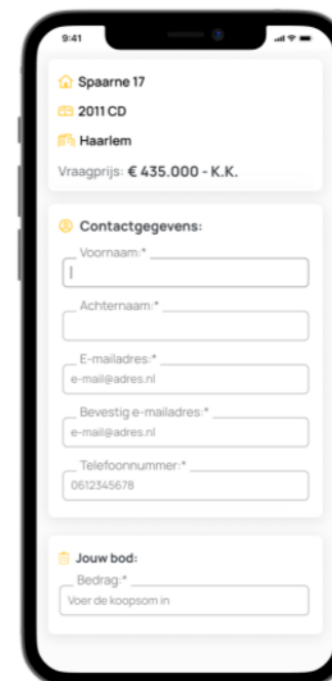 9:41
Spaarne 17
2011 CD
Haarlem
Vraagprijs: € 435.000 - K.K.
Contactgegevens:
Voornaam:*
Achternaam:*
E-mailadres:*
e-mail@adres.nl
Bevestig e-mailadres:*
e-mail@adres.nl
Telefoonnummer:*
0612345678
Jouw bod:
Bedrag:*
Voer de koopsom in